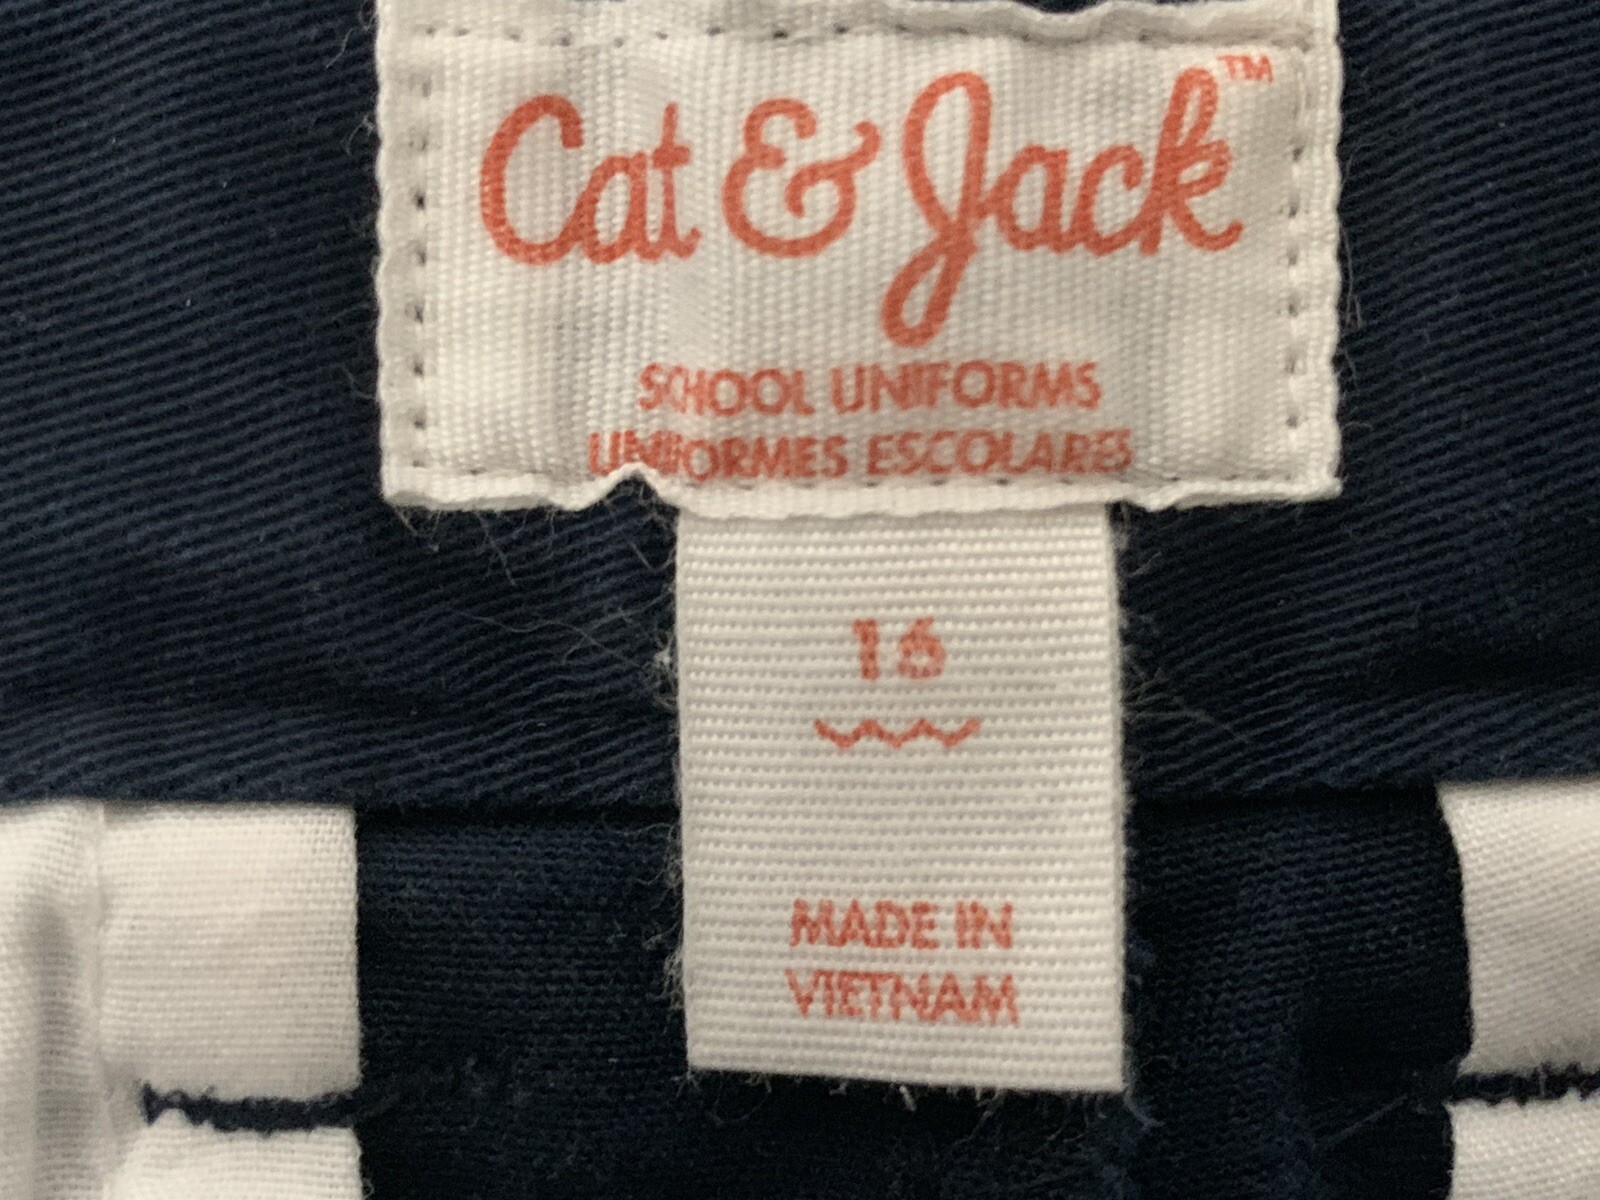 Cat & Jack™
SCHOOL UNIFORMS
UNIFORMES ESCOLARES
16
MADE IN
VIETNAM